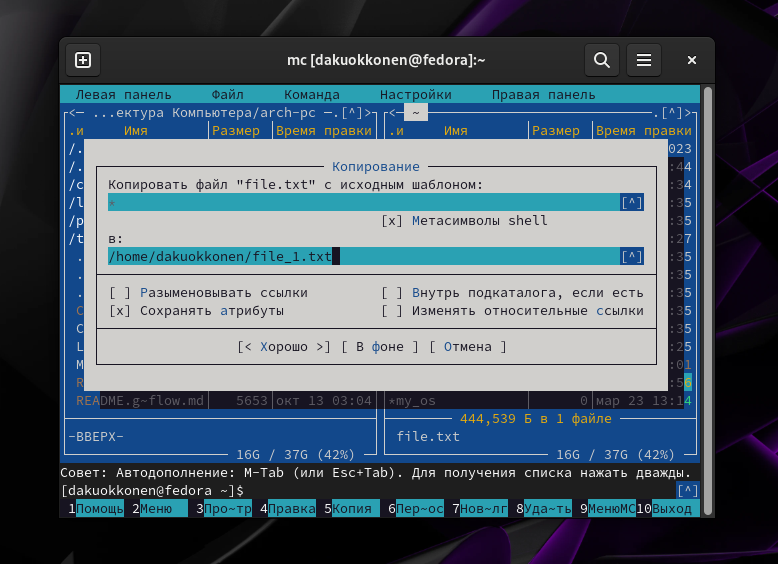 mc [dakuokkonen@fedora]:~
Левая панель Файл Команда Настройки Правая панель
<— ...ектура Компьютера/arch-pc —.[^]> <— ~ .[^]>
.и Имя Размер Время правки .и Имя Размер Время правки
/. 023
/. :44
/c :34
/l :35
/p :35
/t :27
. :35
. :35
. :35
C :35
C :35
L :25
M :01
R :56
README.g~flow.md 5653 окт 13 03:04 *my_os 0 мар 23 13:14
Копирование
Копировать файл "file.txt" с исходным шаблоном:
* [^]
[x] Метасимволы shell
в:
/home/dakuokkonen/file_1.txt [^]
[ ] Разыменовывать ссылки [ ] Внутрь подкаталога, если есть
[x] Сохранять атрибуты [ ] Изменять относительные ссылки
[< Хорошо >] [ В фоне ] [ Отмена ]
444,539 Б в 1 файле
-ВВЕРХ- file.txt
16G / 37G (42%) 16G / 37G (42%)
Совет: Автодополнение: M-Tab (или Esc+Tab). Для получения списка нажать дважды.
[dakuokkonen@fedora ~]$ [^]
1Помощь 2Меню 3Про~тр 4Правка 5Копия 6Пер~ос 7Нов~лг 8Уда~ть 9МенюMC 10Выход